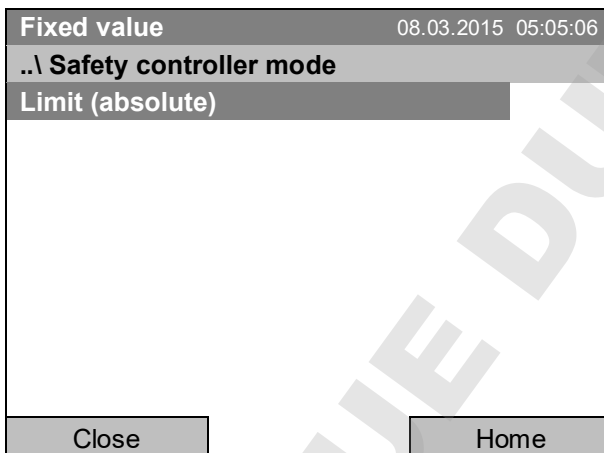 Fixed value 08.03.2015 05:05:06
..\ Safety controller mode
Limit (absolute)
Close Home